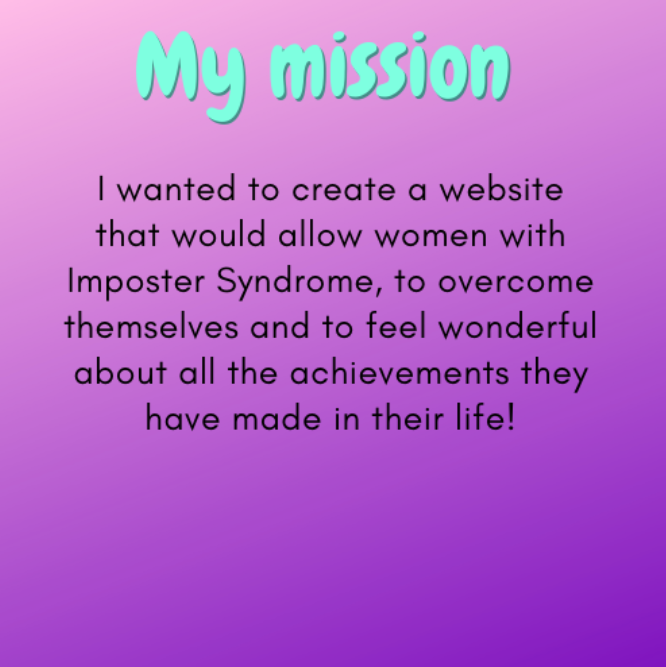 My mission
I wanted to create a website
that would allow women with
Imposter Syndrome, to overcome
themselves and to feel wonderful
about all the achievements they
have made in their life!